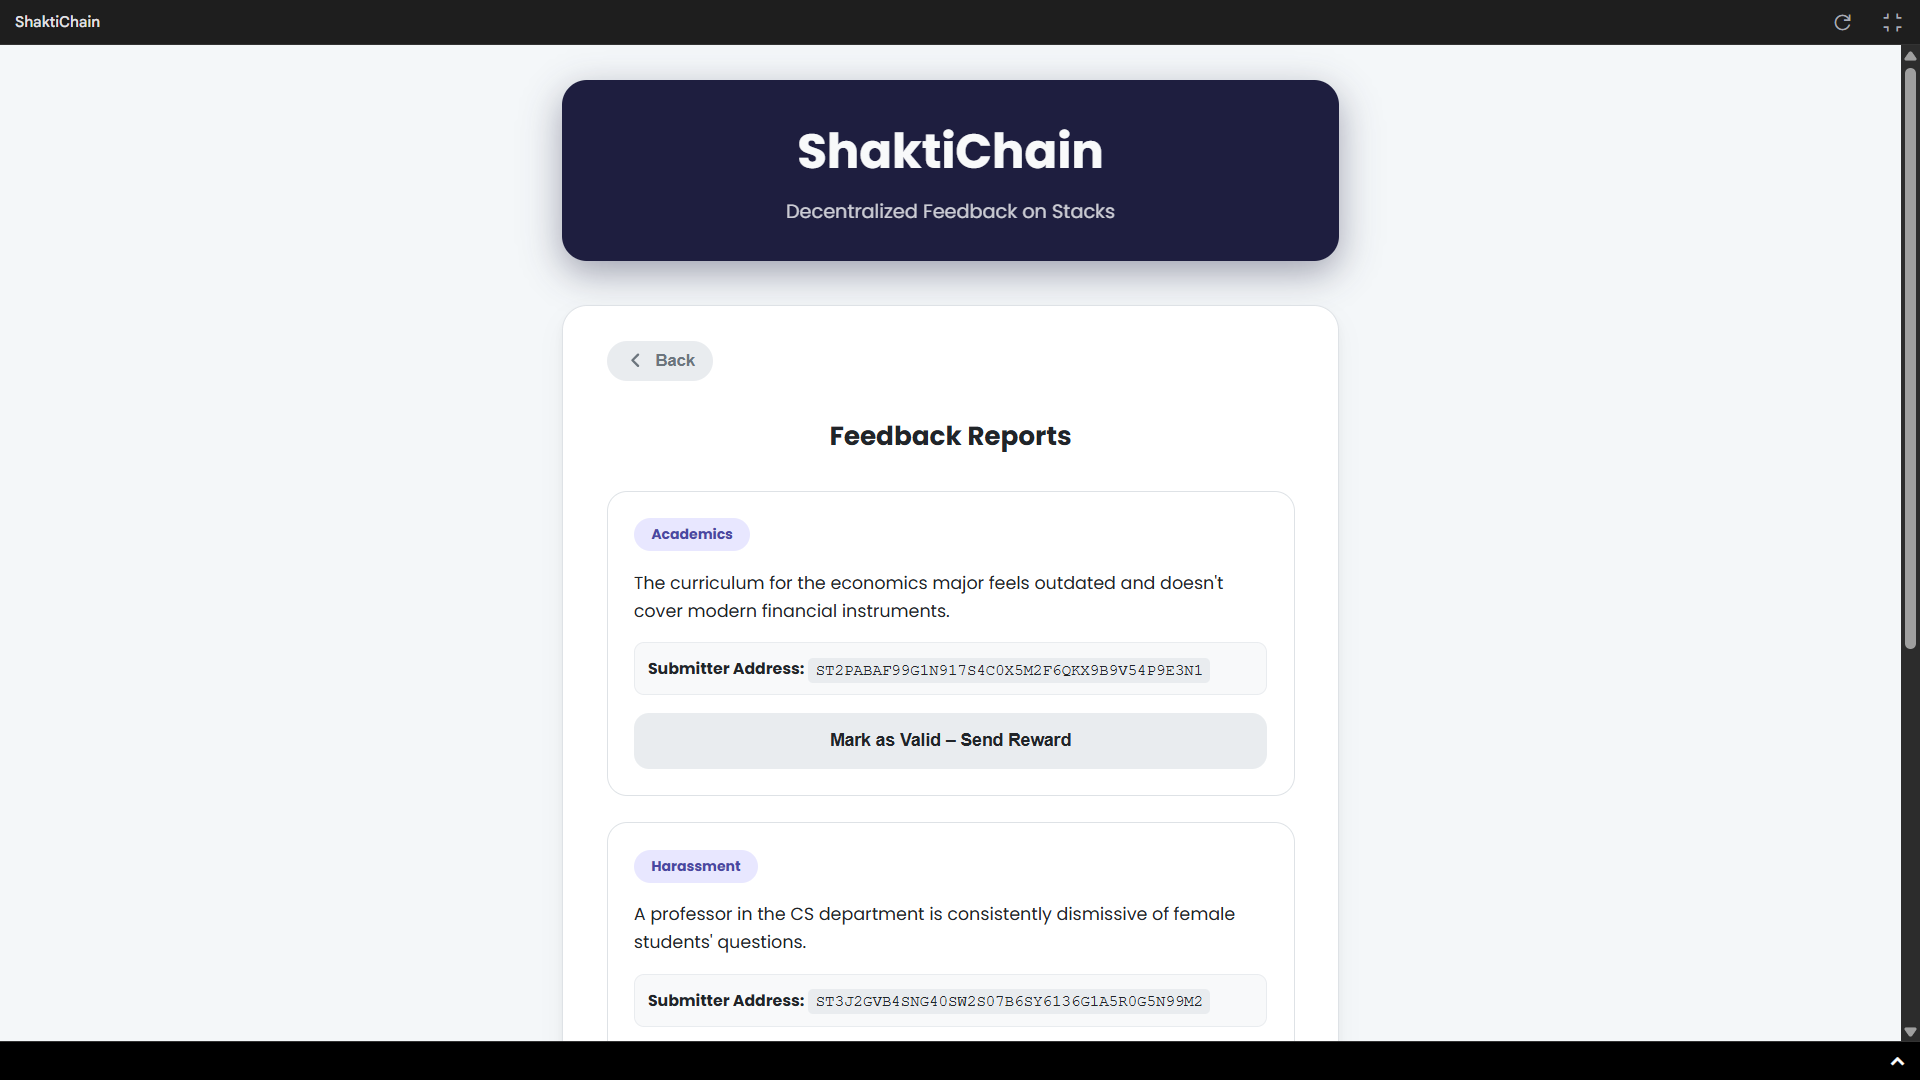 ShaktiChain
ShaktiChain
Decentralized Feedback on Stacks
Back
Feedback Reports
Academics
The curriculum for the economics major feels outdated and doesn't
cover modern financial instruments.
Submitter Address: ST2PABAF99G1N917S4C0X5M2F6QKX9B9V54P9E3N1
Mark as Valid – Send Reward
Harassment
A professor in the CS department is consistently dismissive of female
students' questions.
Submitter Address: ST3J2GVB4SNG40SW2S07B6SY6136G1A5R0G5N99M2